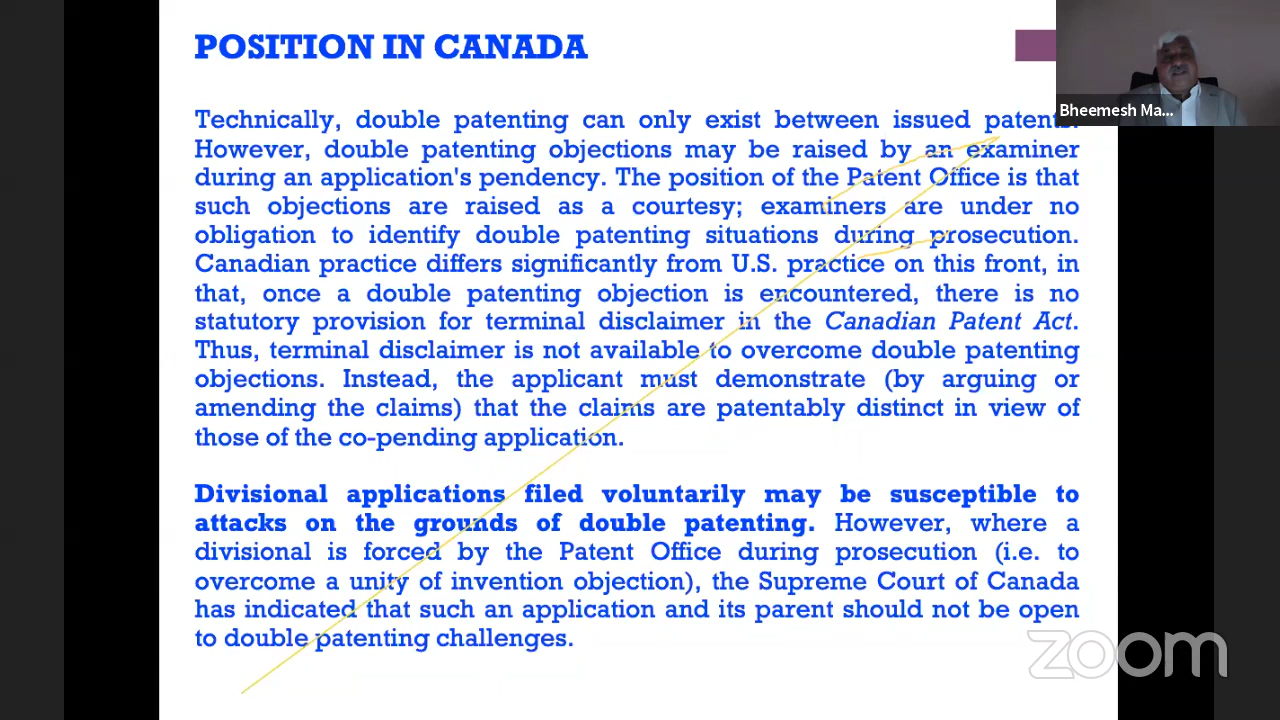 POSITION IN CANADA
Technically, double patenting can only exist between issued patents.
However, double patenting objections may be raised by an examiner
during an application's pendency. The position of the Patent Office is that
such objections are raised as a courtesy; examiners are under no
obligation to identify double patenting situations during prosecution.
Canadian practice differs significantly from U.S. practice on this front, in
that, once a double patenting objection is encountered, there is no
statutory provision for terminal disclaimer in the Canadian Patent Act.
Thus, terminal disclaimer is not available to overcome double patenting
objections. Instead, the applicant must demonstrate (by arguing or
amending the claims) that the claims are patentably distinct in view of
those of the co-pending application.
Divisional applications filed voluntarily may be susceptible to
attacks on the grounds of double patenting. However, where a
divisional is forced by the Patent Office during prosecution (i.e. to
overcome a unity of invention objection), the Supreme Court of Canada
has indicated that such an application and its parent should not be open
to double patenting challenges.
Bheemesh Ma...
zoom